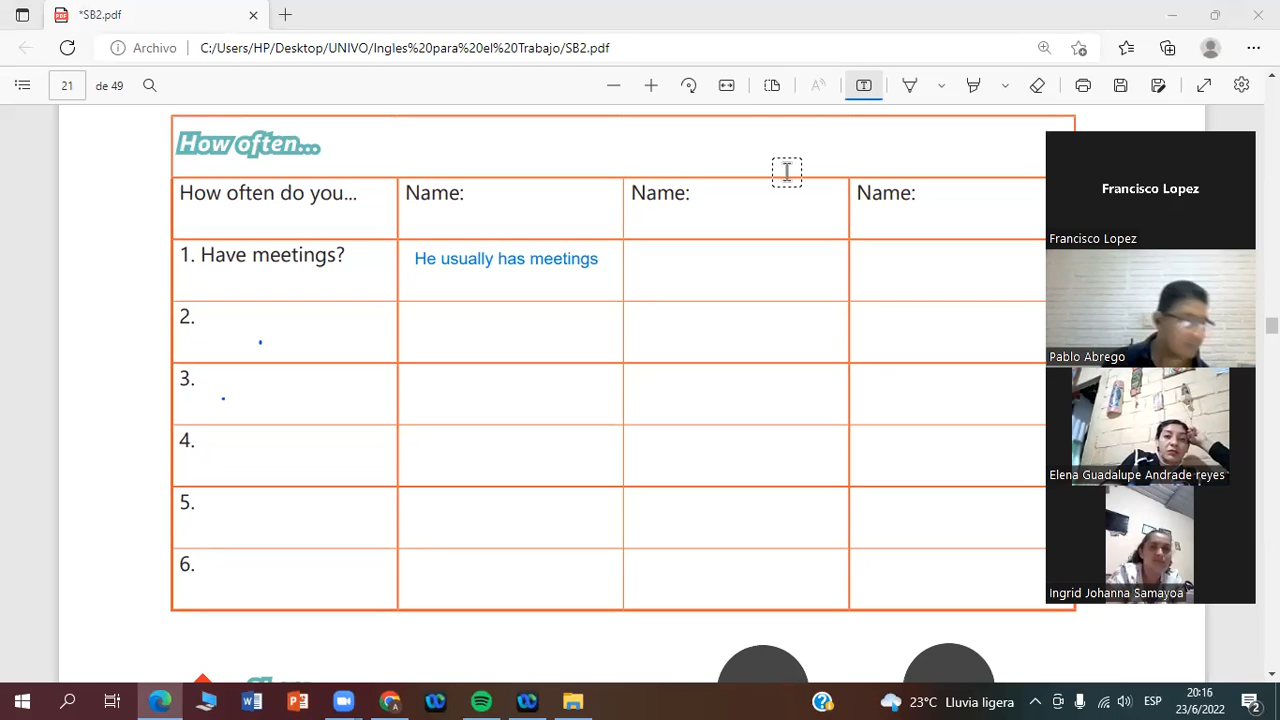 *SB2.pdf
Archivo
C:/Users/HP/Desktop/UNIVO/Ingles%20para%20el%20Trabajo/SB2.pdf
21 de 49
How often...
How often do you... Name: Name: Name:
1. Have meetings? He usually has meetings
2.
3.
4.
5.
6.
Francisco Lopez
Francisco Lopez
Pablo Abrego
Elena Guadalupe Andrade reyes
Ingrid Johanna Samayoa
23°C Lluvia ligera
ESP
20:16
23/6/2022
2